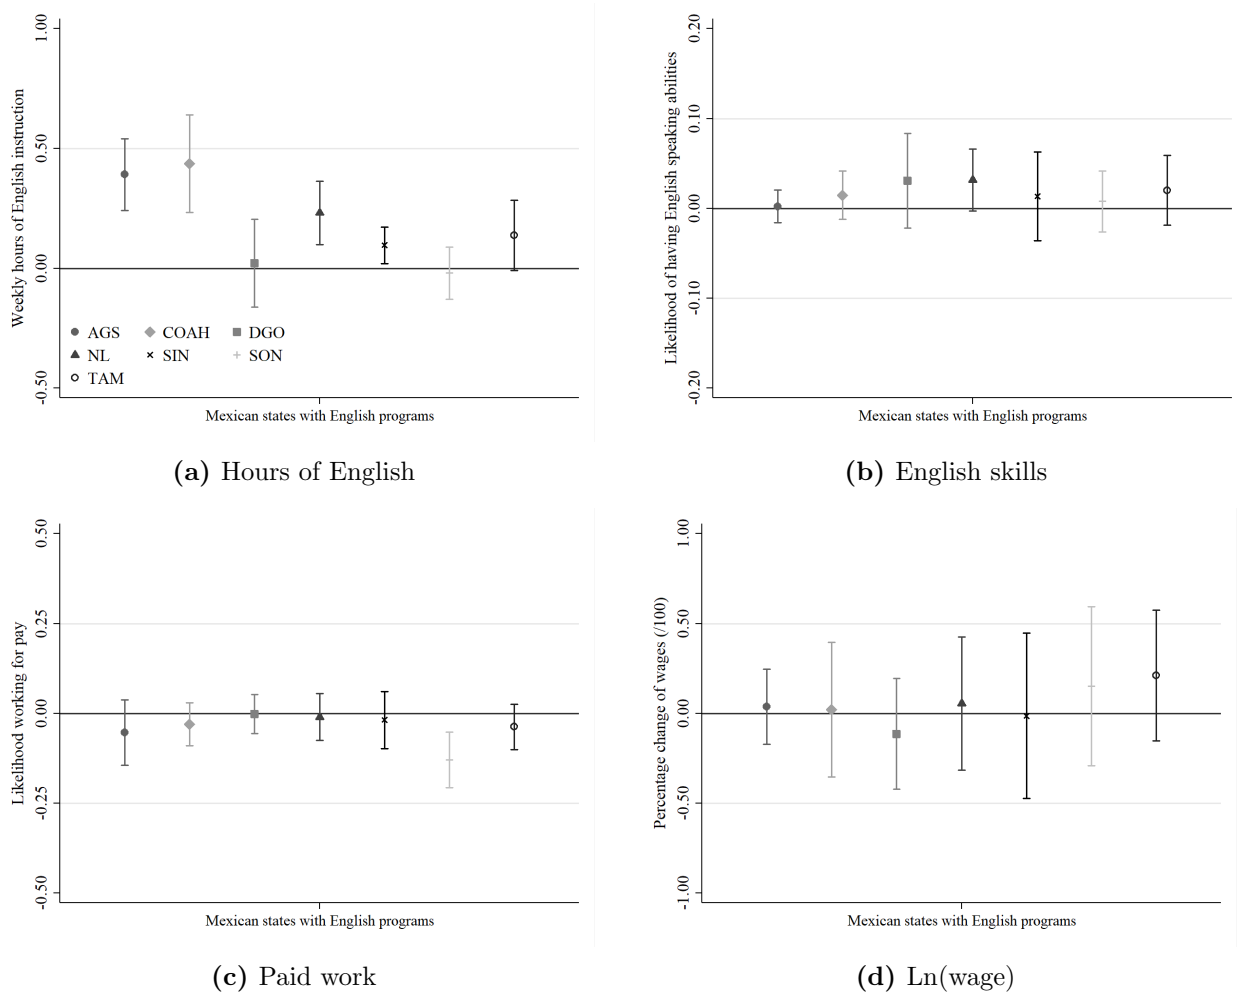 Weekly hours of English instruction
1.00
0.50
0.00
-0.50
AGS COAH DGO
NL SIN SON
TAM
Mexican states with English programs
(a) Hours of English
Likelihood of having English speaking abilities
0.20
0.10
0.00
-0.10
-0.20
Mexican states with English programs
(b) English skills
Likelihood working for pay
0.50
0.25
0.00
-0.25
-0.50
Mexican states with English programs
(c) Paid work
Percentage change of wages (/100)
1.00
0.50
0.00
-0.50
-1.00
Mexican states with English programs
(d) Ln(wage)